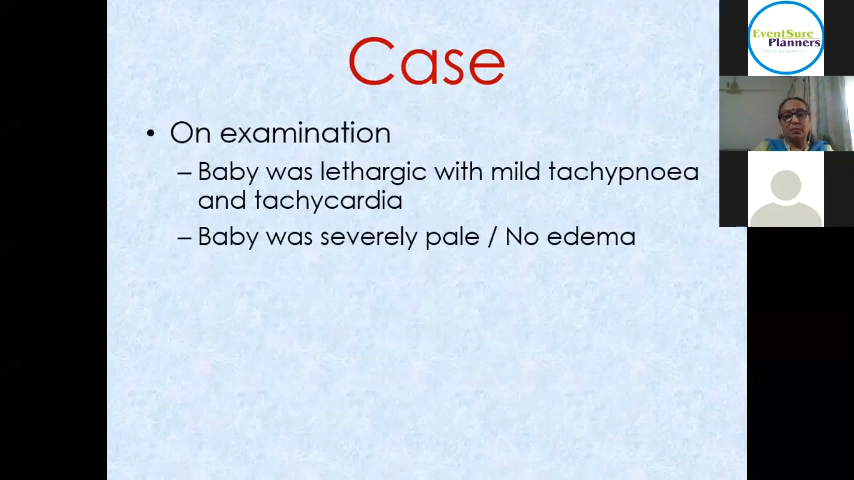 Case
• On examination
– Baby was lethargic with mild tachypnoea
and tachycardia
– Baby was severely pale / No edema
EventSure
Planners